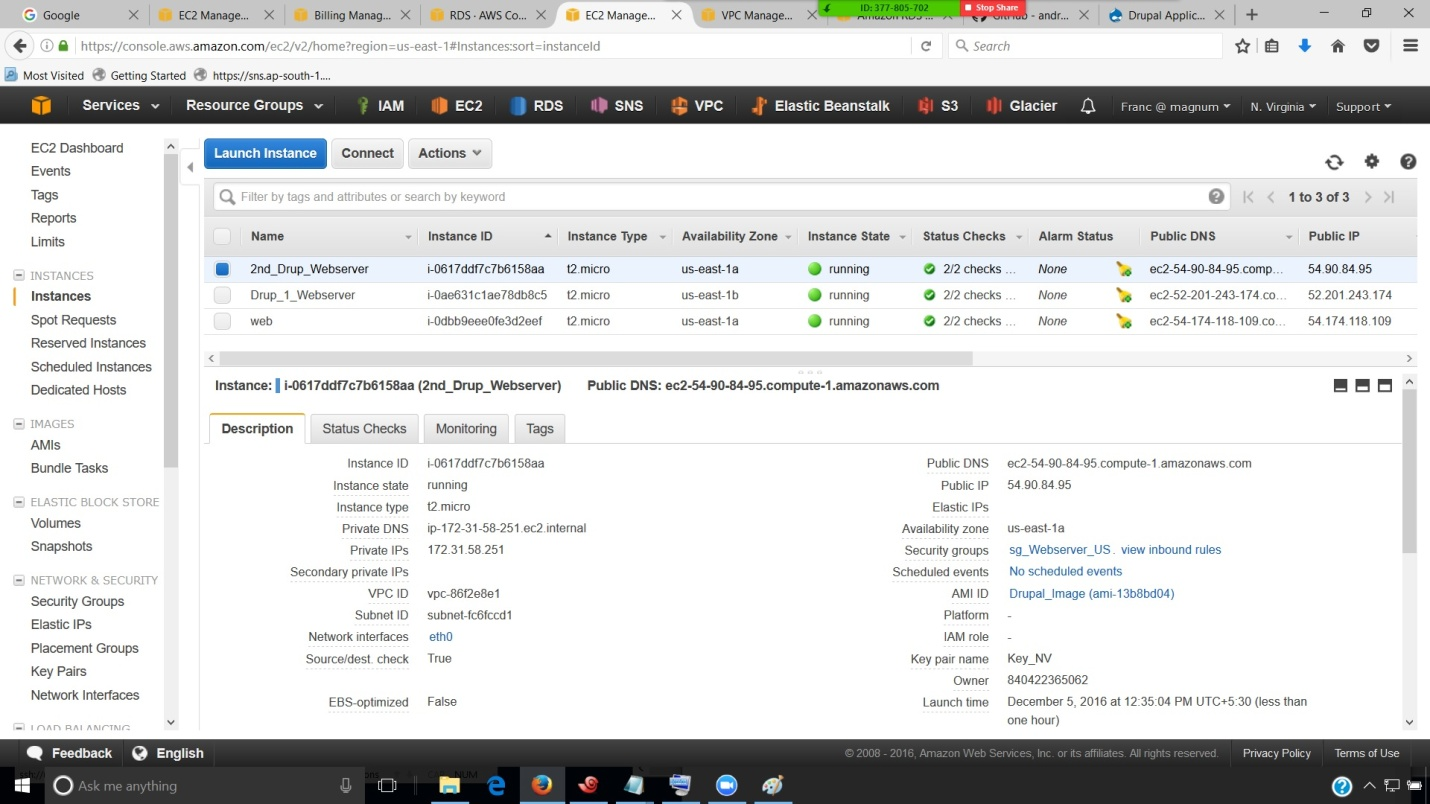 Google
EC2 Manage...
Billing Manag...
RDS - AWS Co...
EC2 Manage...
VPC Manage...
ID: 377-805-702
Stop Share
Drupal Applic...
https://console.aws.amazon.com/ec2/v2/home?region=us-east-1#Instances:sort=instanceId
Search
Most Visited
Getting Started
https://sns.ap-south-1....
Services
Resource Groups
IAM
EC2
RDS
SNS
VPC
Elastic Beanstalk
S3
Glacier
Franc @ magnum
N. Virginia
Support
EC2 Dashboard
Events
Tags
Reports
Limits
INSTANCES
Instances
Spot Requests
Reserved Instances
Scheduled Instances
Dedicated Hosts
IMAGES
AMIs
Bundle Tasks
ELASTIC BLOCK STORE
Volumes
Snapshots
NETWORK & SECURITY
Security Groups
Elastic IPs
Placement Groups
Key Pairs
Network Interfaces
LOAD BALANCING
Launch Instance
Connect
Actions
Filter by tags and attributes or search by keyword
1 to 3 of 3
Name Instance ID Instance Type Availability Zone Instance State Status Checks Alarm Status Public DNS Public IP
2nd_Drup_Webserver i-0617ddf7c7b6158aa t2.micro us-east-1a running 2/2 checks ... None ec2-54-90-84-95.comp... 54.90.84.95
Drup_1_Webserver i-0ae631c1ae78db8c5 t2.micro us-east-1b running 2/2 checks ... None ec2-52-201-243-174.co... 52.201.243.174
web i-0dbb9eee0fe3d2eef t2.micro us-east-1a running 2/2 checks ... None ec2-54-174-118-109.co... 54.174.118.109
Instance: i-0617ddf7c7b6158aa (2nd_Drup_Webserver) Public DNS: ec2-54-90-84-95.compute-1.amazonaws.com
Description
Status Checks
Monitoring
Tags
Instance ID i-0617ddf7c7b6158aa
Instance state running
Instance type t2.micro
Private DNS ip-172-31-58-251.ec2.internal
Private IPs 172.31.58.251
Secondary private IPs
VPC ID vpc-86f2e8e1
Subnet ID subnet-fc6fccd1
Network interfaces eth0
Source/dest. check True
EBS-optimized False
Public DNS ec2-54-90-84-95.compute-1.amazonaws.com
Public IP 54.90.84.95
Elastic IPs
Availability zone us-east-1a
Security groups sg_Webserver_US. view inbound rules
Scheduled events No scheduled events
AMI ID Drupal_Image (ami-13b8bd04)
Platform -
IAM role -
Key pair name Key_NV
Owner 840422365062
Launch time December 5, 2016 at 12:35:04 PM UTC+5:30 (less than
one hour)
Feedback
English
© 2008 - 2016, Amazon Web Services, Inc. or its affiliates. All rights reserved.
Privacy Policy
Terms of Use
Ask me anything
NUM